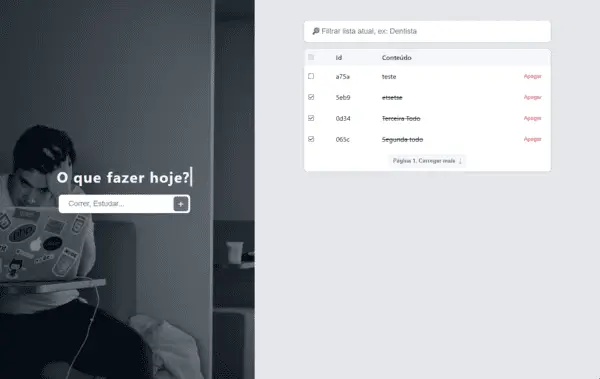 O que fazer hoje?
Correr, Estudar... +
🔎 Filtrar lista atual, ex: Dentista
Id Conteúdo
a75a teste Apagar
5eb9 etsetse Apagar
0d34 Terceira Todo Apagar
065c Segunda todo Apagar
Página 1, Carregar mais ↓